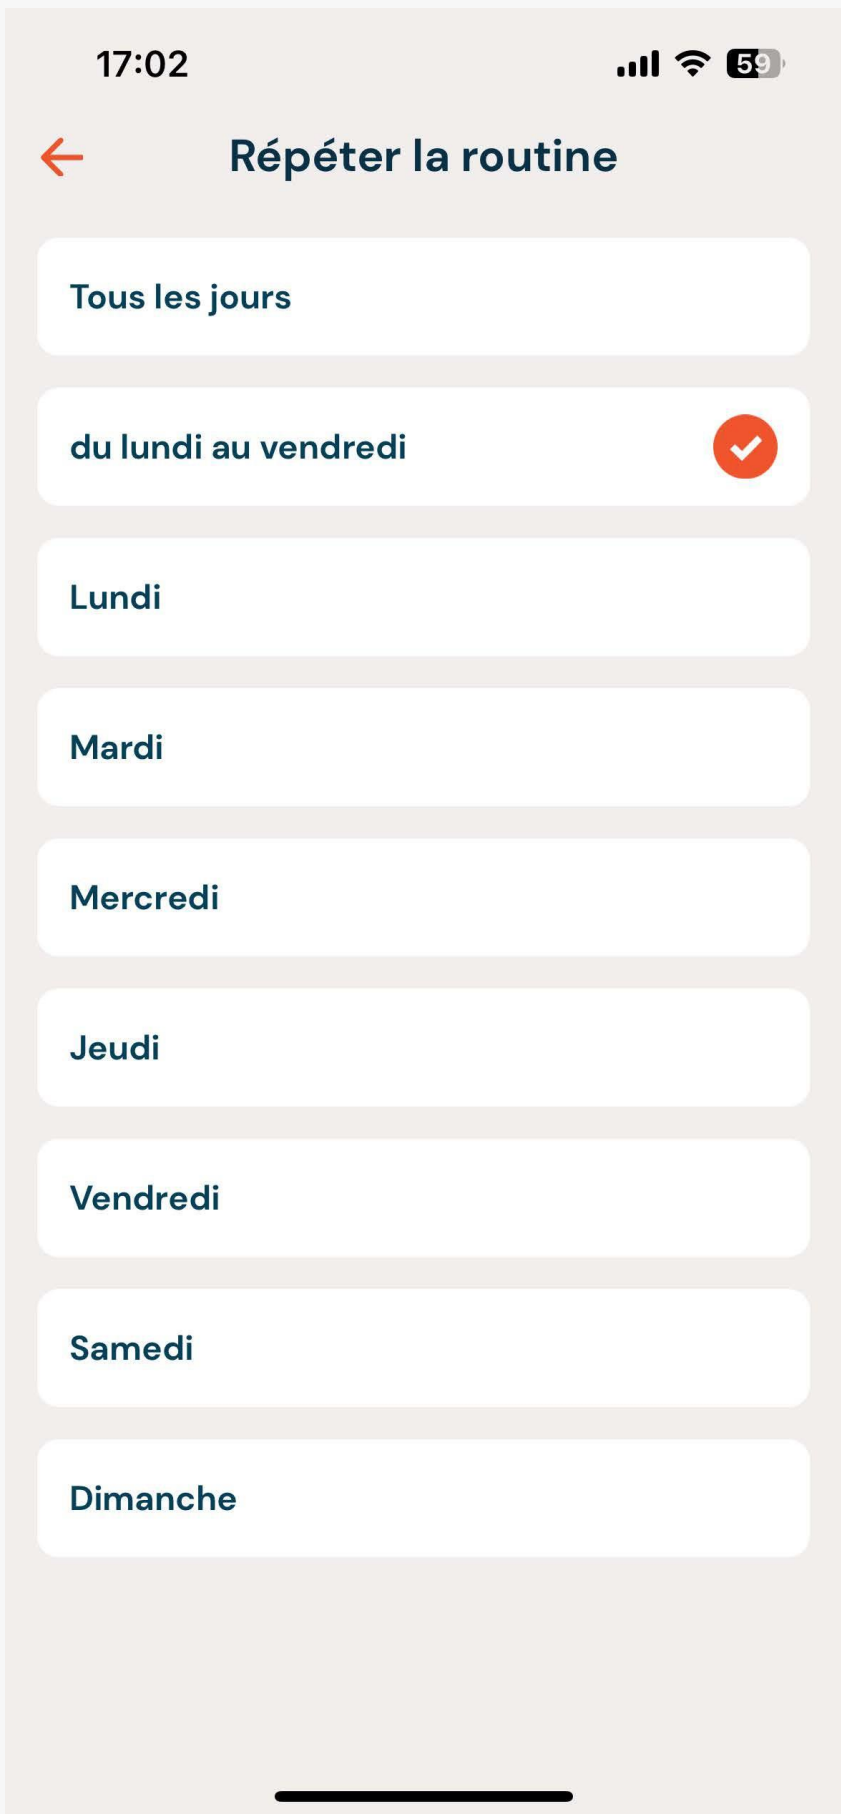 17:02
59
Répéter la routine
Tous les jours
du lundi au vendredi
Lundi
Mardi
Mercredi
Jeudi
Vendredi
Samedi
Dimanche